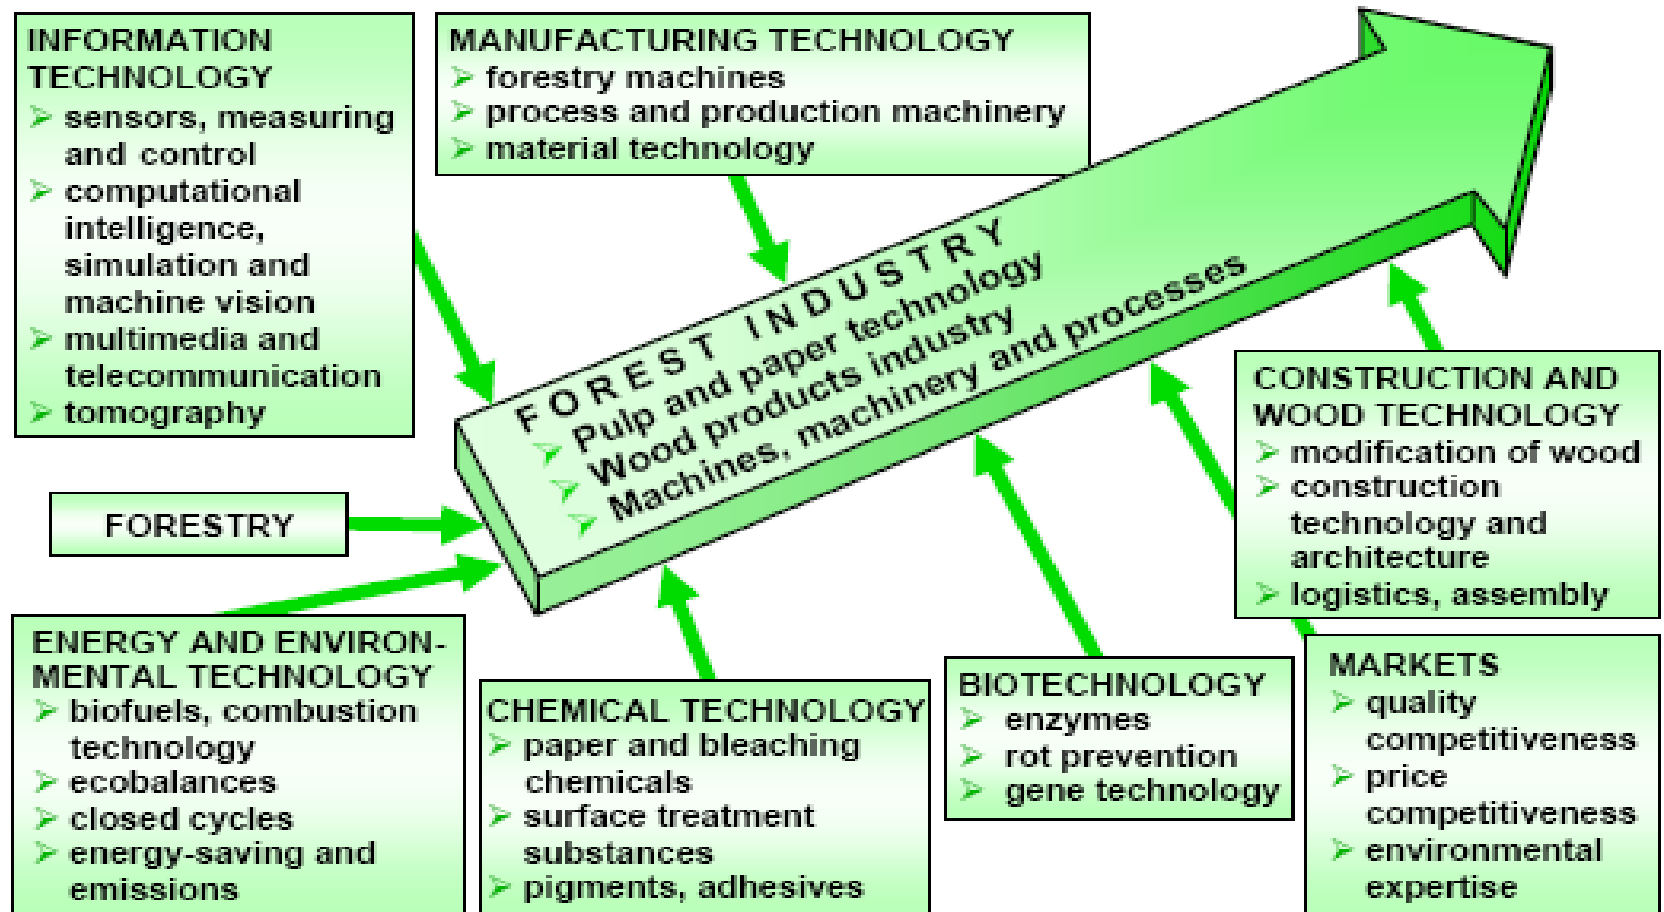 INFORMATION
TECHNOLOGY
sensors, measuring
and control
computational
intelligence,
simulation and
machine vision
multimedia and
telecommunication
tomography
MANUFACTURING TECHNOLOGY
forestry machines
process and production machinery
material technology
FOREST INDUSTRY
Pulp and paper technology
Wood products industry
Machines, machinery and processes
FORESTRY
ENERGY AND ENVIRON-
MENTAL TECHNOLOGY
biofuels, combustion
technology
ecobalances
closed cycles
energy-saving and
emissions
CHEMICAL TECHNOLOGY
paper and bleaching
chemicals
surface treatment
substances
pigments, adhesives
BIOTECHNOLOGY
enzymes
rot prevention
gene technology
CONSTRUCTION AND
WOOD TECHNOLOGY
modification of wood
construction
technology and
architecture
logistics, assembly
MARKETS
quality
competitiveness
price
competitiveness
environmental
expertise